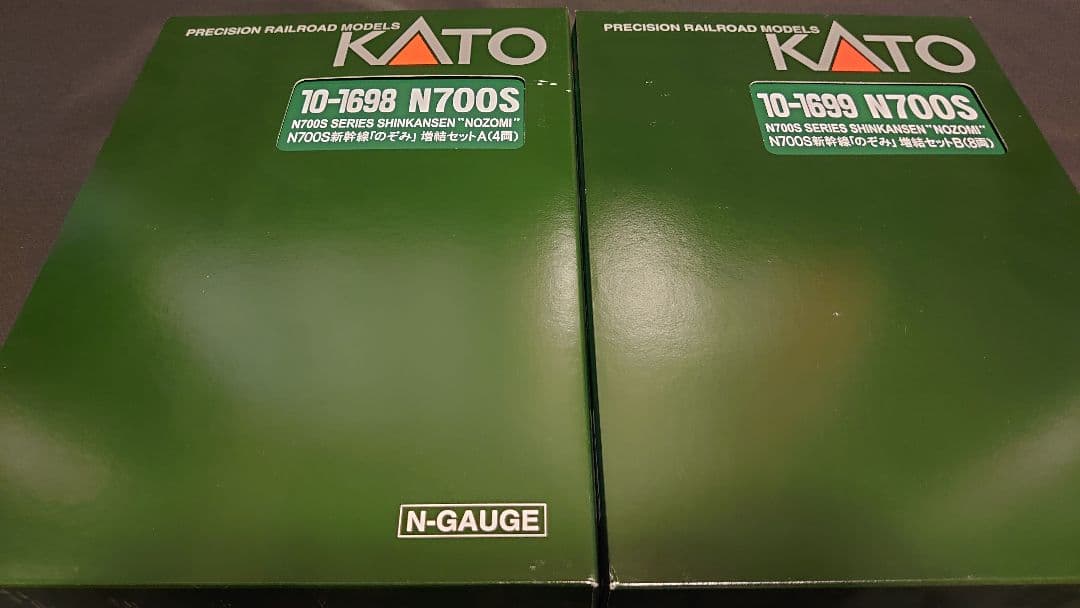 PRECISION RAILROAD MODELS
KATO
10-1698 N700S
N700S SERIES SHINKANSEN "NOZOMI"
N700S新幹線「のぞみ」 増結セットA(4両)
N-GAUGE
PRECISION RAILROAD MODELS
KATO
10-1699 N700S
N700S SERIES SHINKANSEN "NOZOMI"
N700S新幹線「のぞみ」 増結セットB(8両)